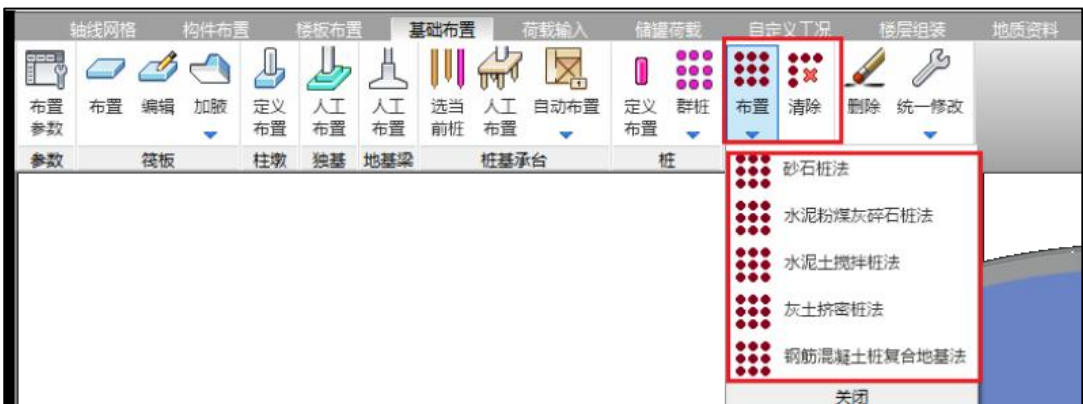 轴线网格 构件布置 楼板布置 基础布置 荷载输入 储罐荷载 自定义工况 楼层组装 地质资料
布置 布置 编辑 加腋 定义 人工 人工 选当 人工 自动布置 定义 群桩 布置 清除 删除 统一修改
参数 布置 布置 布置 前桩 布置 布置
参数 筏板 柱墩 独基 地基梁 桩基承台 桩
砂石桩法
水泥粉煤灰碎石桩法
水泥土搅拌桩法
灰土挤密桩法
钢筋混凝土桩复合地基法
关闭